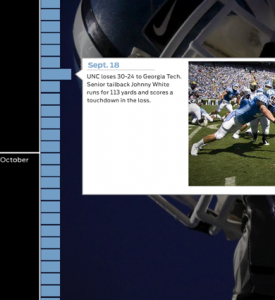 Sept. 18
UNC loses 30-24 to Georgia Tech.
Senior tailback Johnny White
runs for 113 yards and scores a
touchdown in the loss.
October